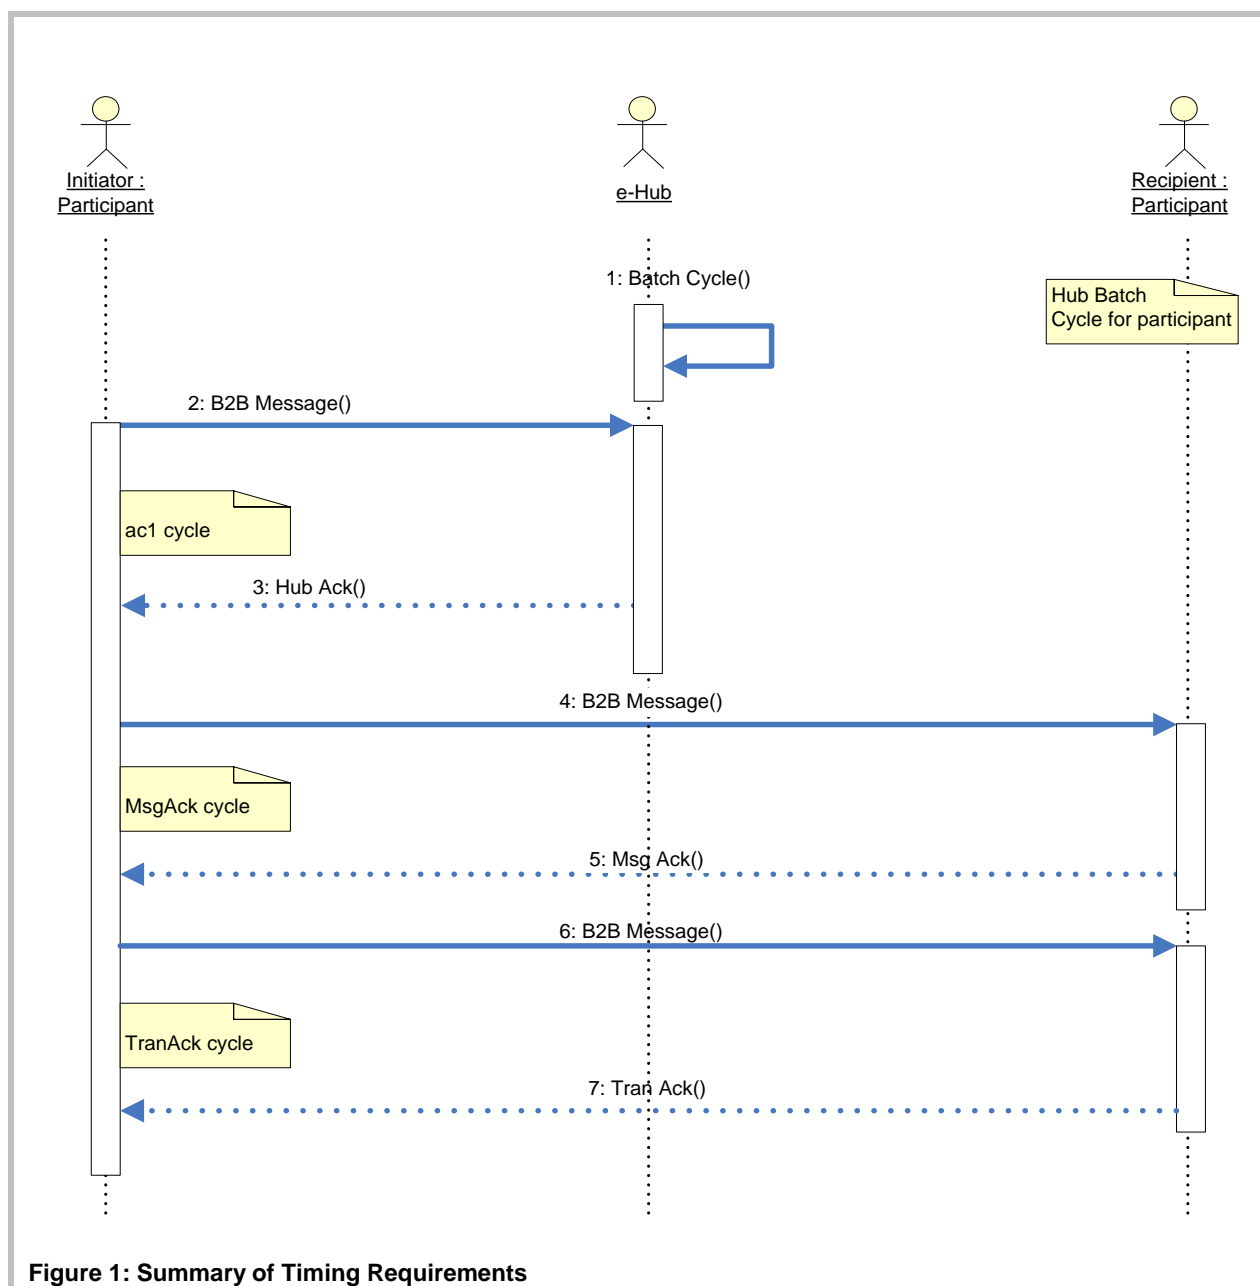 Initiator :
Participant
e-Hub
Recipient :
Participant
1: Batch Cycle()
Hub Batch
Cycle for participant
2: B2B Message()
ac1 cycle
3: Hub Ack()
4: B2B Message()
MsgAck cycle
5: Msg Ack()
6: B2B Message()
TranAck cycle
7: Tran Ack()
Figure 1: Summary of Timing Requirements